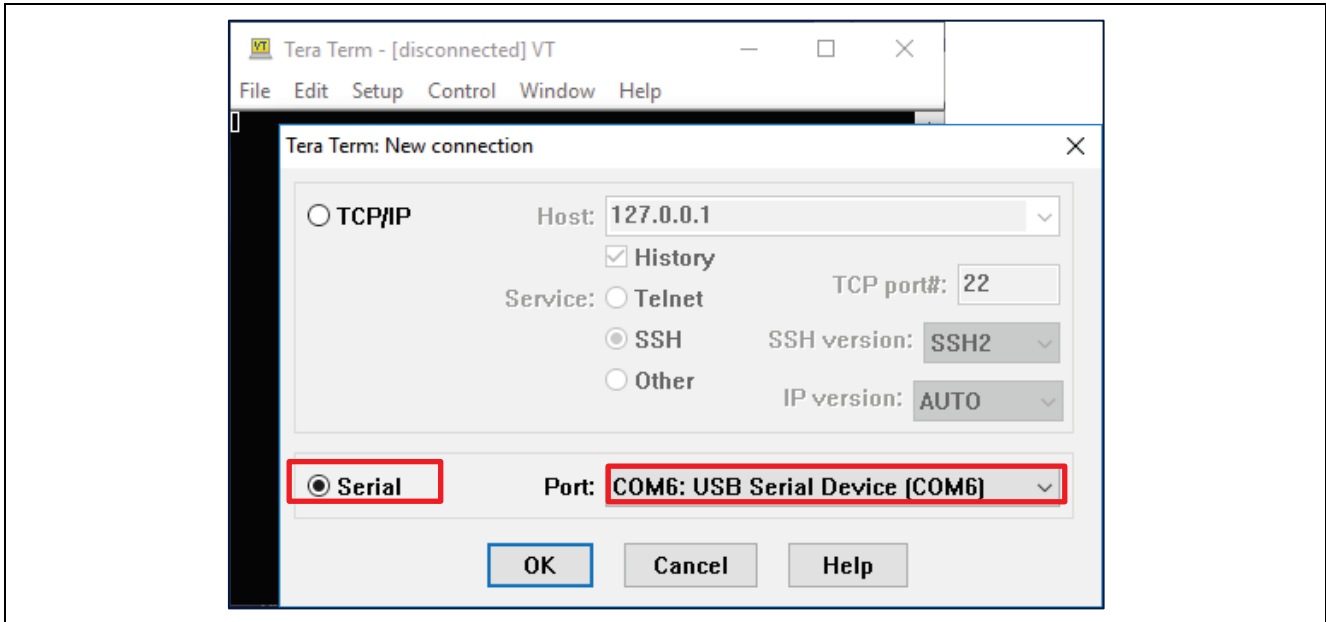 VT Tera Term - [disconnected] VT
File Edit Setup Control Window Help
Tera Term: New connection
TCP/IP Host: 127.0.0.1
History
Service: Telnet TCP port#: 22
SSH SSH version: SSH2
Other IP version: AUTO
Serial Port: COM6: USB Serial Device (COM6)
OK Cancel Help